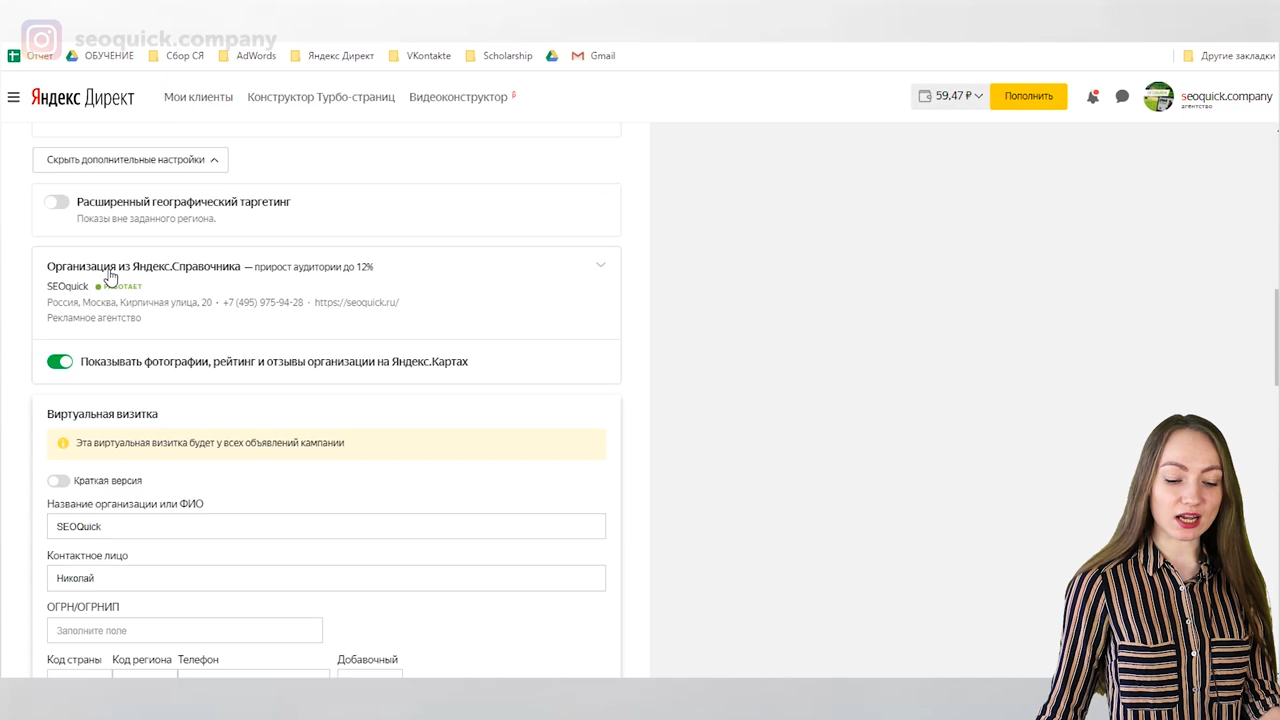 seoquick.company
Отчет ОБУЧЕНИЕ Сбор СЯ AdWords Яндекс Директ VKontakte Scholarship Gmail Другие закладки
Яндекс Директ Мои клиенты Конструктор Турбо-страниц Видеоконструктор β 59,47 ₽ Пополнить seoquick.company
агентство
Скрыть дополнительные настройки
Расширенный географический таргетинг
Показы вне заданного региона.
Организация из Яндекс.Справочника — прирост аудитории до 12%
SEOquick
Россия, Москва, Кирпичная улица, 20 • +7 (495) 975-94-28 • https://seoquick.ru/
Рекламное агентство
Показывать фотографии, рейтинг и отзывы организации на Яндекс.Картах
Виртуальная визитка
Эта виртуальная визитка будет у всех объявлений кампании
Краткая версия
Название организации или ФИО
SEOQuick
Контактное лицо
Николай
ОГРН/ОГРНИП
Заполните поле
Код страны Код региона Телефон Добавочный